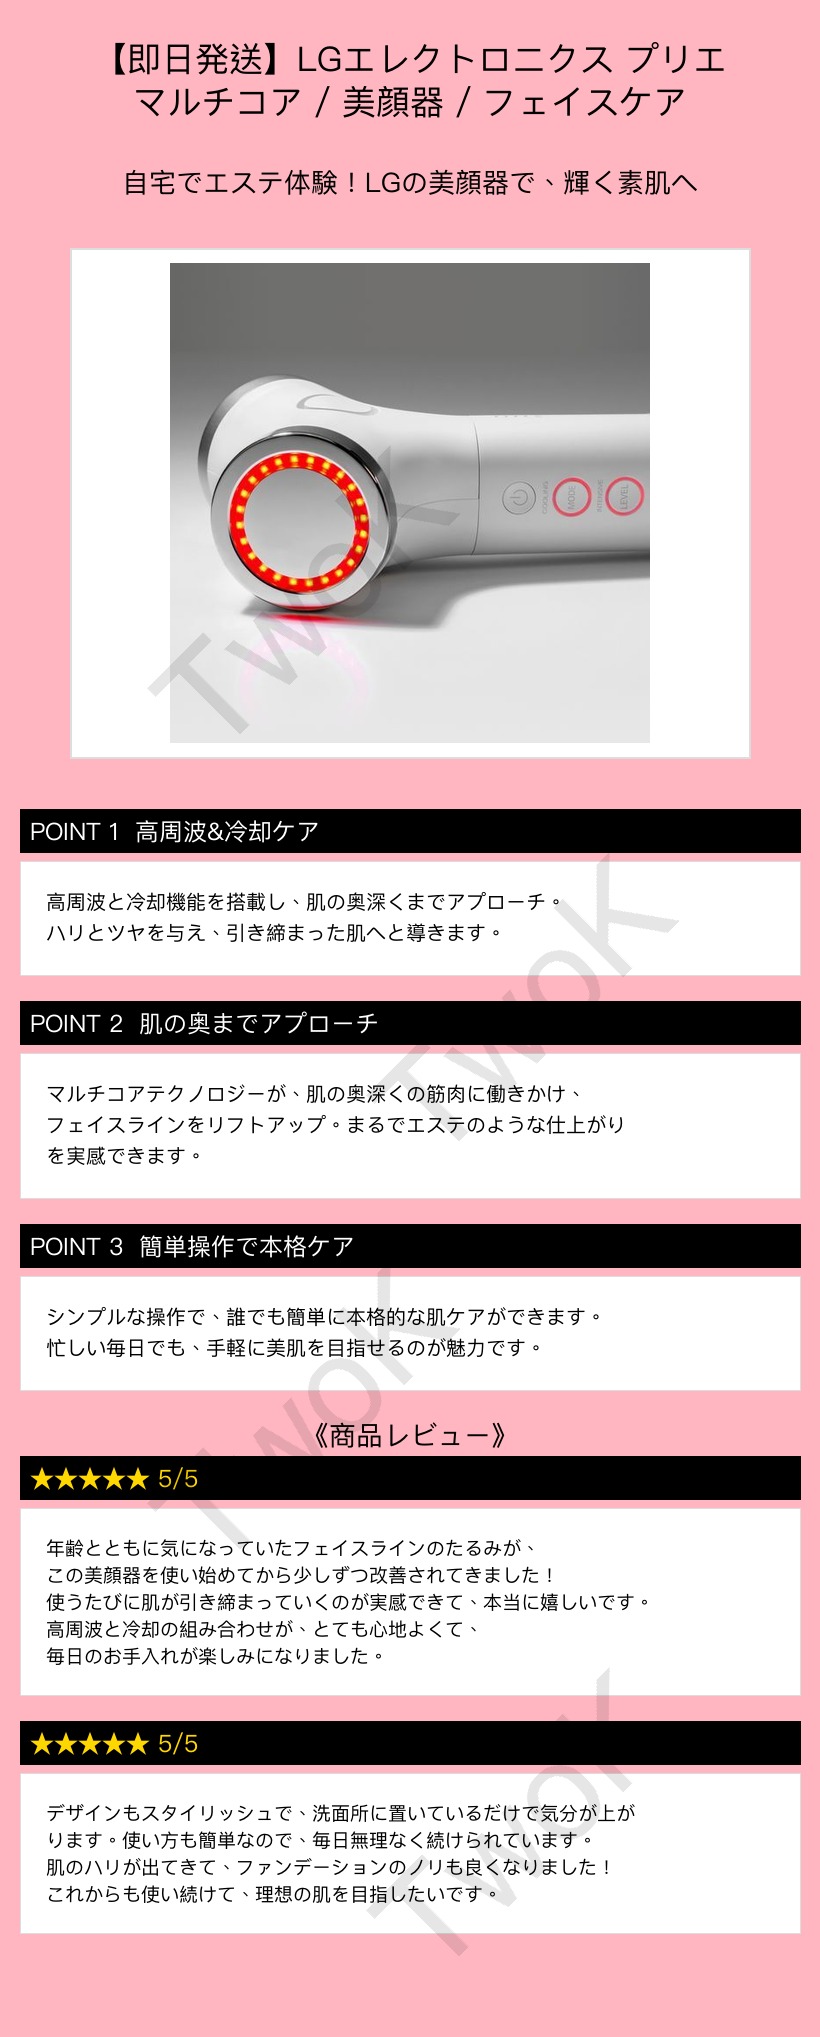 【即日発送】LGエレクトロニクス プリエ
マルチコア / 美顔器 / フェイスケア
自宅でエステ体験！LGの美顔器で、輝く素肌へ
COOLING
MODE
INTENSIVE
LEVEL
TwoK
POINT 1 高周波&冷却ケア
高周波と冷却機能を搭載し、肌の奥深くまでアプローチ。
ハリとツヤを与え、引き締まった肌へと導きます。
TwoK
POINT 2 肌の奥までアプローチ
マルチコアテクノロジーが、肌の奥深くの筋肉に働きかけ、
フェイスラインをリフトアップ。まるでエステのような仕上がり
を実感できます。
POINT 3 簡単操作で本格ケア
シンプルな操作で、誰でも簡単に本格的な肌ケアができます。
忙しい毎日でも、手軽に美肌を目指せるのが魅力です。
TwoK
《商品レビュー》
★★★★★ 5/5
年齢とともに気になっていたフェイスラインのたるみが、
この美顔器を使い始めてから少しずつ改善されてきました！
使うたびに肌が引き締まっていくのが実感できて、本当に嬉しいです。
高周波と冷却の組み合わせが、とても心地よくて、
毎日のお手入れが楽しみになりました。
★★★★★ 5/5
デザインもスタイリッシュで、洗面所に置いているだけで気分が上が
ります。使い方も簡単なので、毎日無理なく続けられています。
肌のハリが出てきて、ファンデーションのノリも良くなりました！
これからも使い続けて、理想の肌を目指したいです。
TwoK